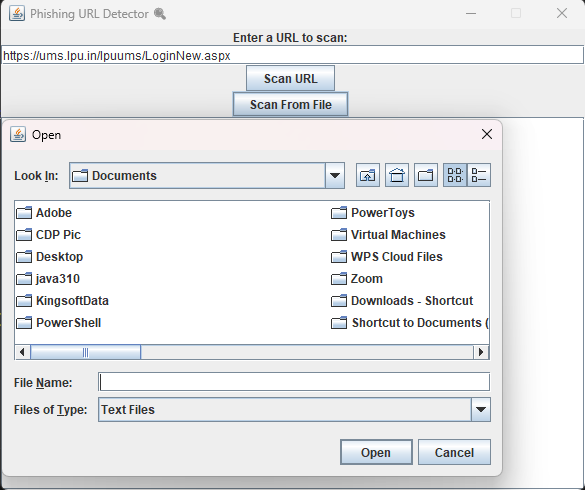 Phishing URL Detector
Enter a URL to scan:
https://ums.lpu.in/lpuums/LoginNew.aspx
Scan URL
Scan From File
Open
Look In: Documents
Adobe
CDP Pic
Desktop
java310
KingsoftData
PowerShell
PowerToys
Virtual Machines
WPS Cloud Files
Zoom
Downloads - Shortcut
Shortcut to Documents (
File Name:
Files of Type: Text Files
Open Cancel